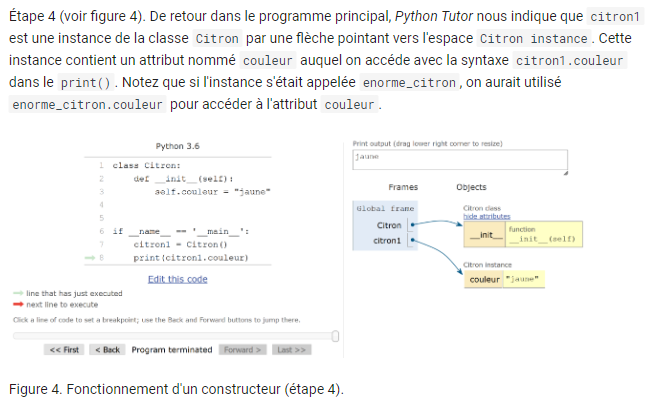 Étape 4 (voir figure 4). De retour dans le programme principal, Python Tutor nous indique que citron1
est une instance de la classe Citron par une flèche pointant vers l'espace Citron instance. Cette
instance contient un attribut nommé couleur auquel on accéde avec la syntaxe citron1.couleur
dans le print(). Notez que si l'instance s'était appelée enorme_citron, on aurait utilisé
enorme_citron.couleur pour accéder à l'attribut couleur.
Python 3.6
1 class Citron:
2 def __init__(self):
3 self.couleur = "jaune"
4
5
6 if __name__ == '__main__':
7 citron1 = Citron()
8 print(citron1.couleur)
Edit this code
line that has just executed
next line to execute
Click a line of code to set a breakpoint; use the Back and Forward buttons to jump there.
<< First < Back Program terminated Forward > Last >>
Print output (drag lower right corner to resize)
jaune
Frames Objects
Global frame
Citron
citron1
Citron class
hide attributes
__init__ function
__init__(self)
Citron instance
couleur "jaune"
Figure 4. Fonctionnement d'un constructeur (étape 4).